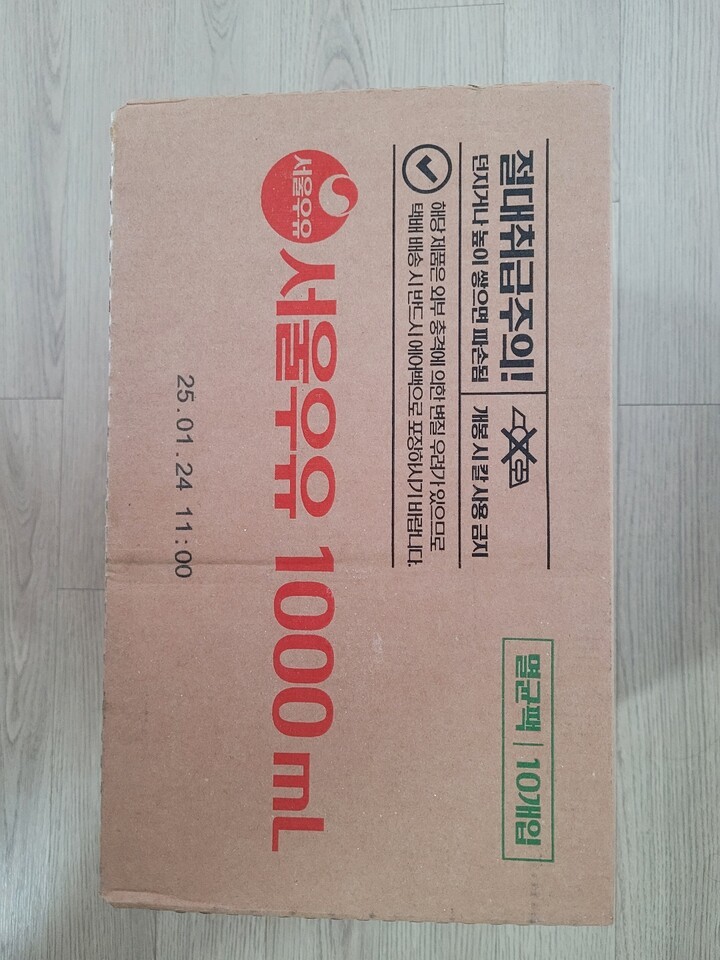 절대취급주의!
던지거나 높이 쌓으면 파손됨
개봉 시 칼 사용 금지
해당 제품은 외부 충격에 의한 변질 우려가 있으므로
택배 배송 시 반드시 에어백으로 포장하시기 바랍니다.
멸균팩 | 10개입
서울우유
서울우유 1000 mL
25.01.24 11:00